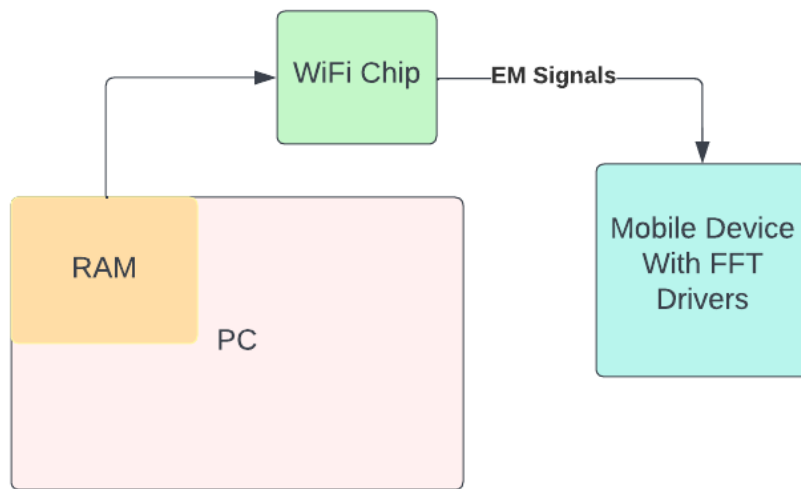 WiFi Chip
EM Signals
RAM
PC
Mobile Device
With FFT
Drivers